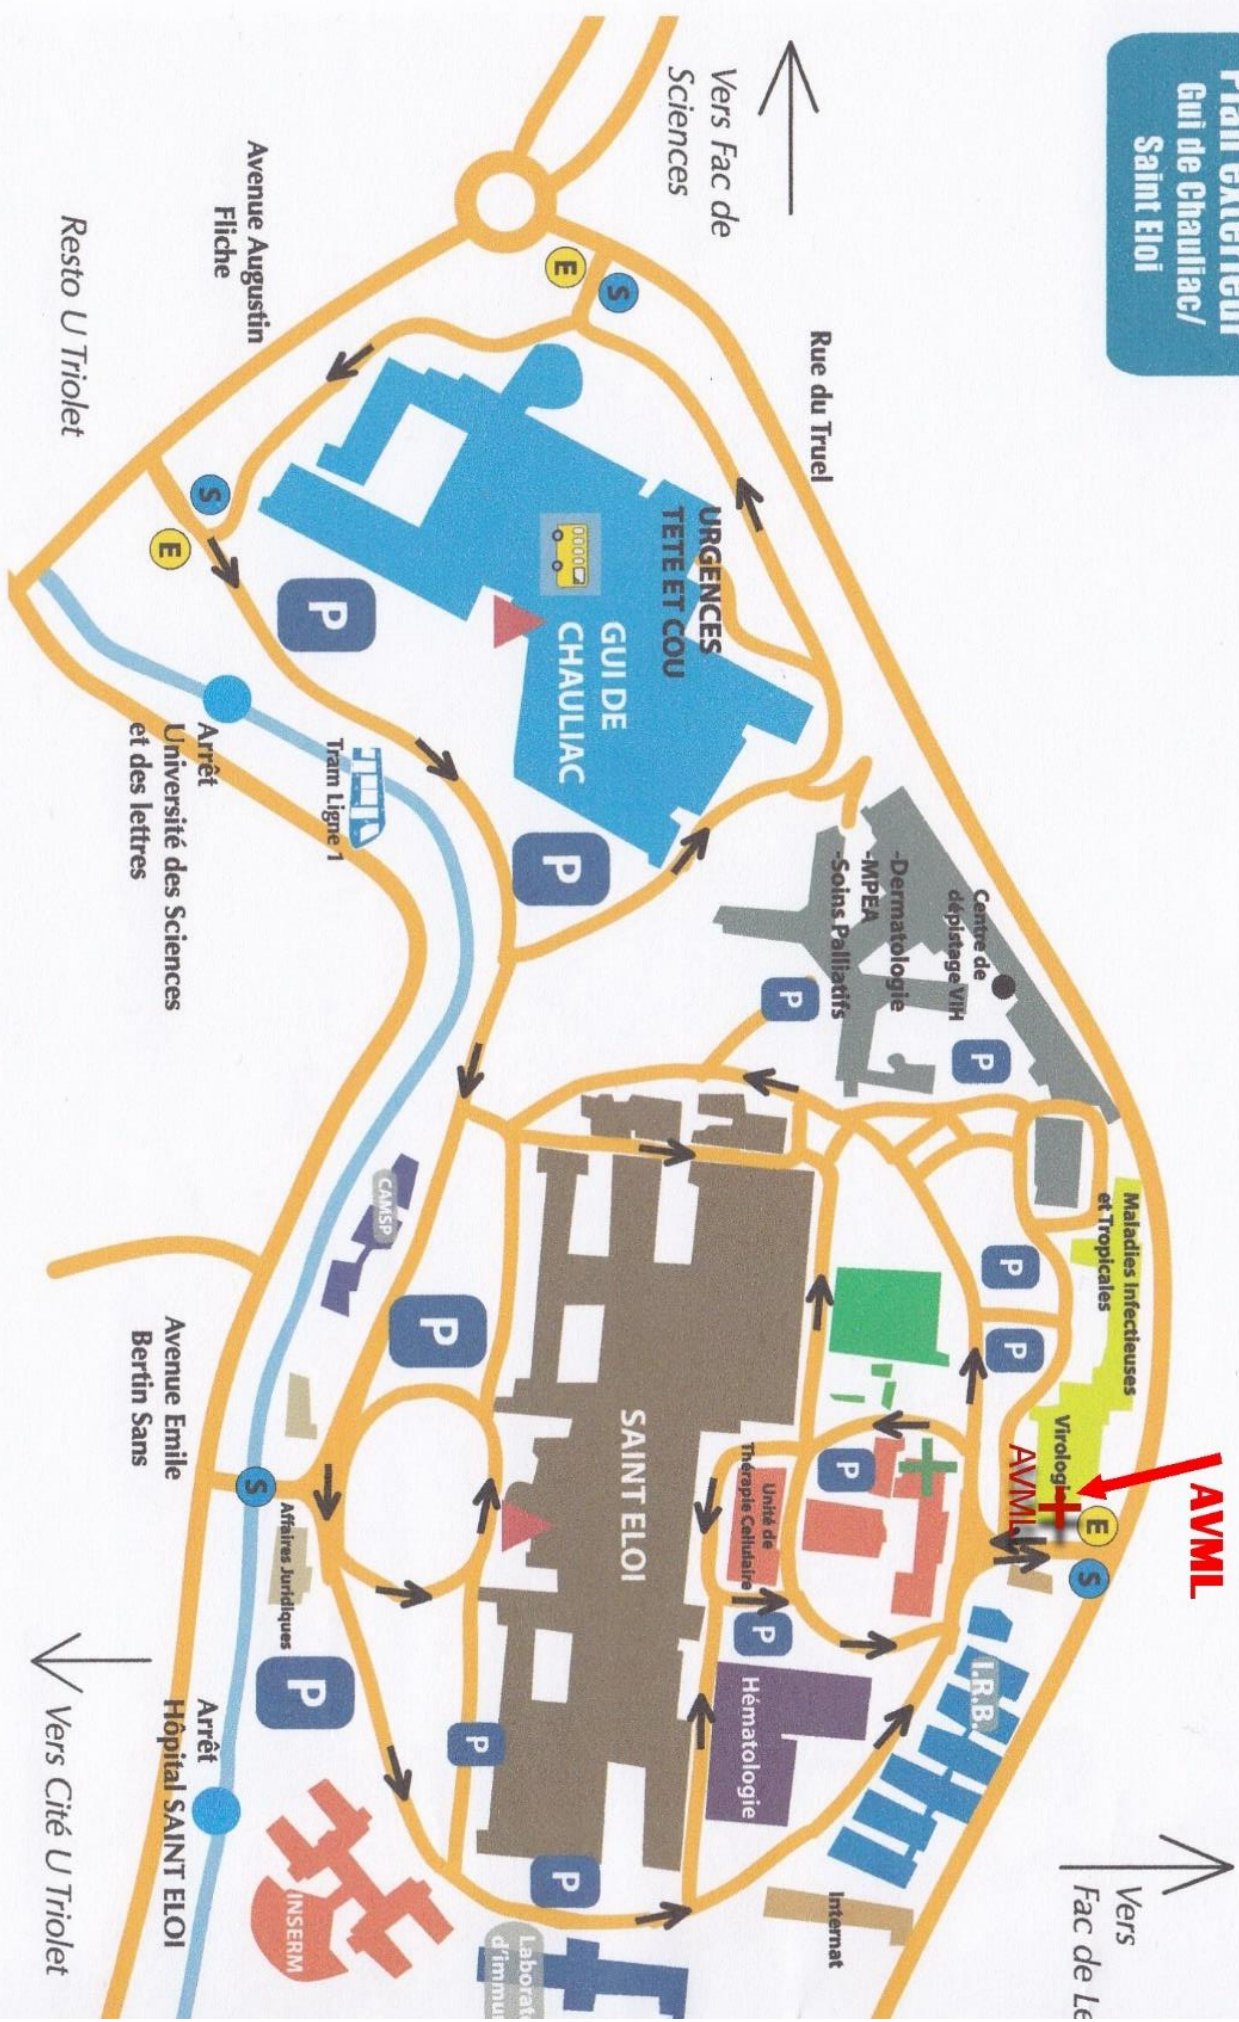 Plan extérieur
Gui de Chauliac/
Saint Eloi
Vers Fac de
Sciences
Rue du Truel
Avenue Augustin
Fliche
Resto U Triolet
E
S
S
E
URGENCES
TETE ET COU
GUI DE
CHAULIAC
P
P
Arrêt
Université des Sciences
et des lettres
Tram Ligne 1
Centre de
dépistage VIH
-Dermatologie
-MPEA
-Soins Palliatifs
P
P
Maladies Infectieuses
et Tropicales
P
P
Virologie
AVML
AVML
E
S
CAMSP
P
SAINT ELOI
Unité de
Thérapie Cellulaire
P
P
Hématologie
I.R.B.
Internat
Vers
Avenue Emile
Bertin Sans
S
Affaires Juridiques
P
P
P
Arrêt
Hôpital SAINT ELOI
INSERM
Vers Cité U Triolet